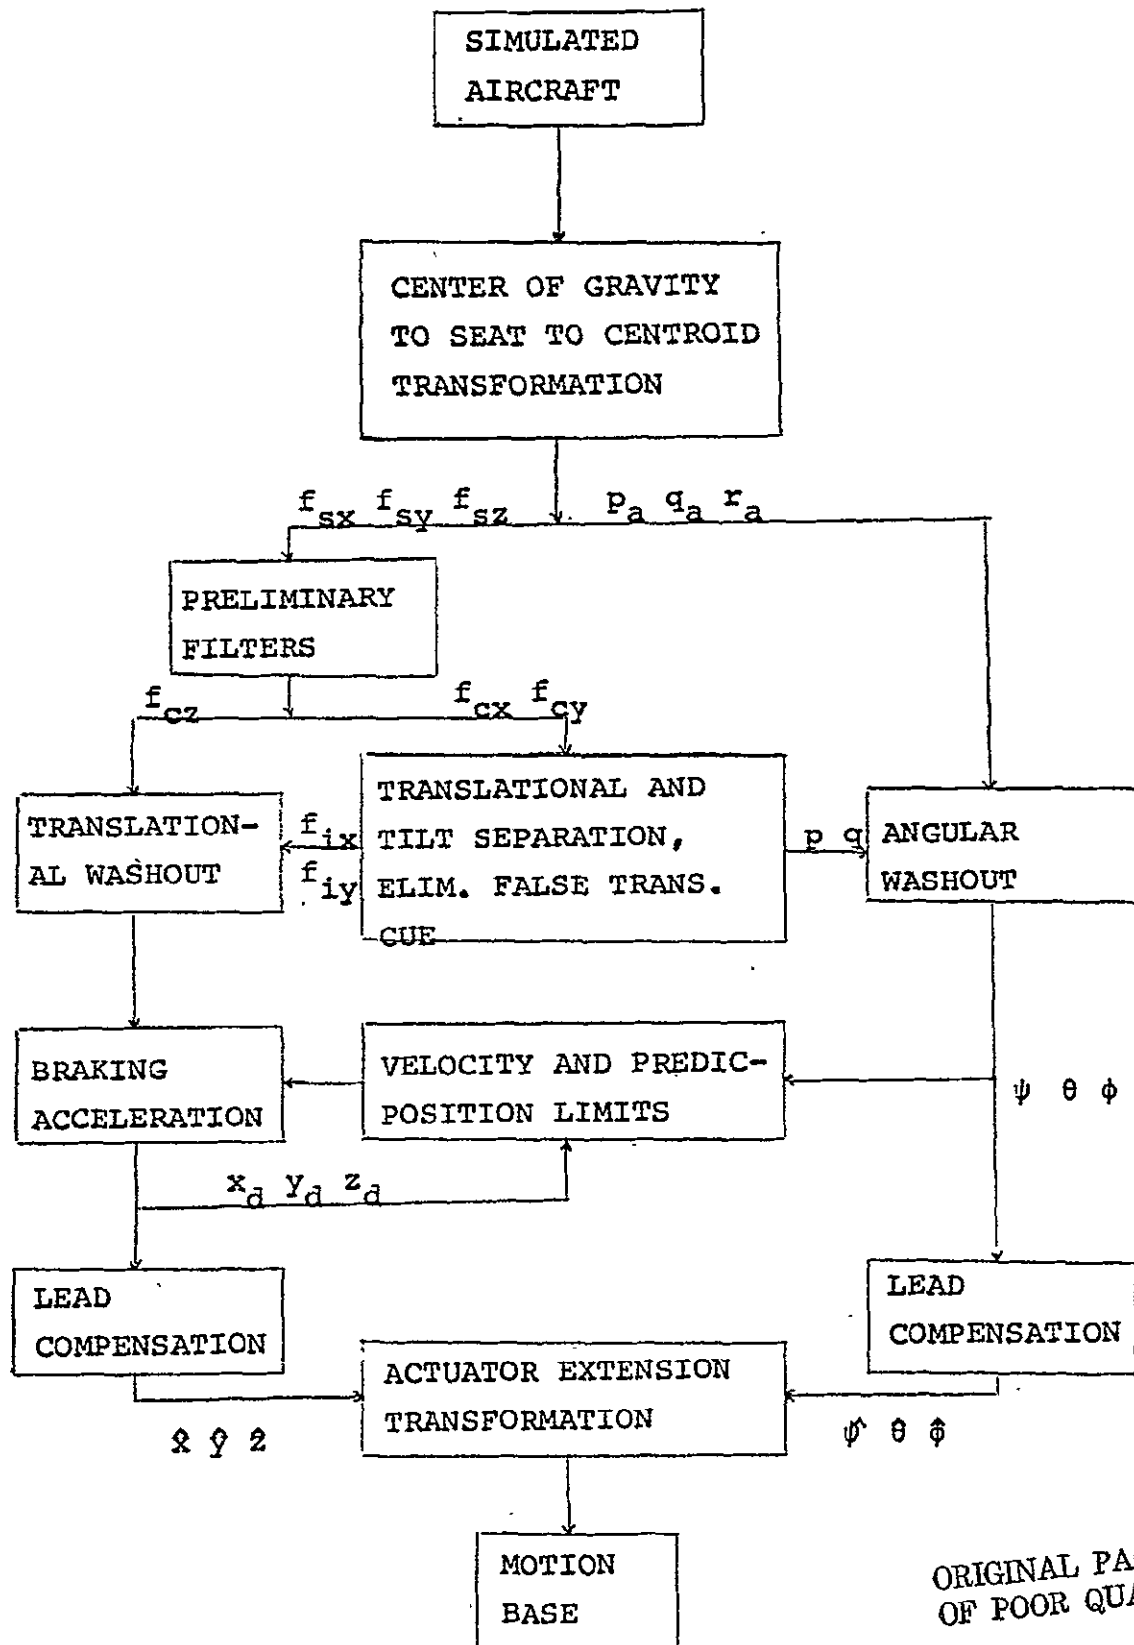 SIMULATED
AIRCRAFT
CENTER OF GRAVITY
TO SEAT TO CENTROID
TRANSFORMATION
f_sx f_sy f_sz p_a q_a r_a
PRELIMINARY
FILTERS
f_cz f_cx f_cy
TRANSLATION-
AL WASHOUT
f_ix
f_iy
TRANSLATIONAL AND
TILT SEPARATION,
ELIM. FALSE TRANS.
CUE
p q
ANGULAR
WASHOUT
BRAKING
ACCELERATION
VELOCITY AND PREDIC-
POSITION LIMITS
ψ θ φ
x_d y_d z_d
LEAD
COMPENSATION
LEAD
COMPENSATION
ACTUATOR EXTENSION
TRANSFORMATION
x̂ ŷ ẑ
ψ̂ θ̂ φ̂
MOTION
BASE
ORIGINAL PA
OF POOR QUA